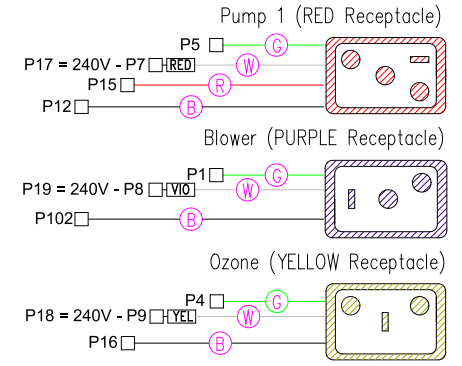 Pump 1 (RED Receptacle)
P5 G
P17 = 240V - P7 RED W
P15 R
P12 B
Blower (PURPLE Receptacle)
P1 G
P19 = 240V - P8 VIO W
P102 B
Ozone (YELLOW Receptacle)
P4 G
P18 = 240V - P9 YEL W
P16 B